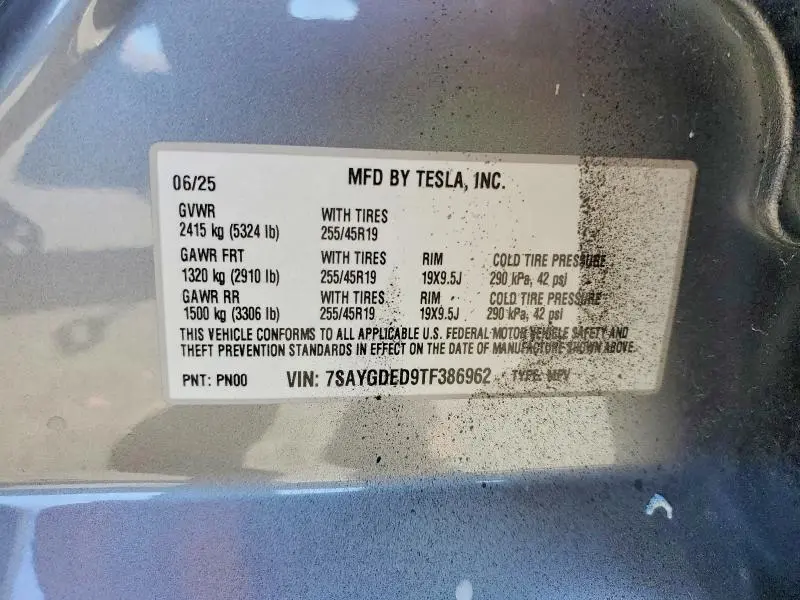 06/25 MFD BY TESLA, INC.
GVWR WITH TIRES
2415 kg (5324 lb) 255/45R19
GAWR FRT WITH TIRES RIM COLD TIRE PRESSURE
1320 kg (2910 lb) 255/45R19 19X9.5J 290 kPa, 42 psi
GAWR RR WITH TIRES RIM COLD TIRE PRESSURE
1500 kg (3306 lb) 255/45R19 19X9.5J 290 kPa, 42 psi
THIS VEHICLE CONFORMS TO ALL APPLICABLE U.S. FEDERAL MOTOR VEHICLE SAFETY AND
THEFT PREVENTION STANDARDS IN EFFECT ON THE DATE OF MANUFACTURE SHOWN ABOVE.
PNT: PN00 VIN: 7SAYGDED9TF386962 TYPE: MPV